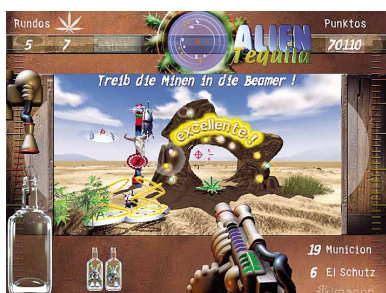 Rundos
5 7
ALIEN
Tequila
Punktos
70110
Treib die Minen in die Beamer !
excellente!
19 Municion
6 El Schutz